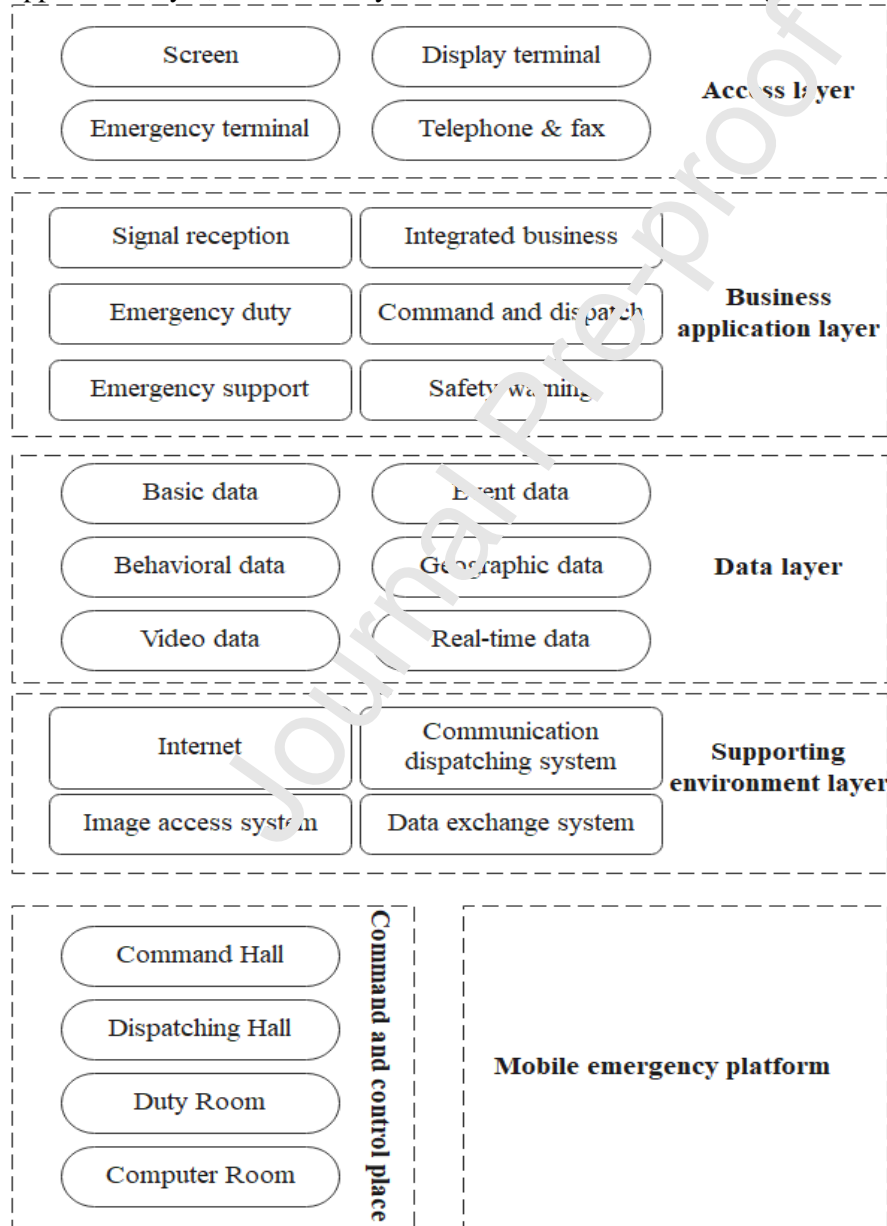 Screen
Display terminal
Emergency terminal
Telephone & fax
Access layer
Signal reception
Integrated business
Emergency duty
Command and dispatch
Emergency support
Safety warning
Business
application layer
Basic data
Event data
Behavioral data
Geographic data
Video data
Real-time data
Data layer
Internet
Communication
dispatching system
Image access system
Data exchange system
Supporting
environment layer
Command Hall
Dispatching Hall
Duty Room
Computer Room
Command and control place
Mobile emergency platform
Journal Pre-proof